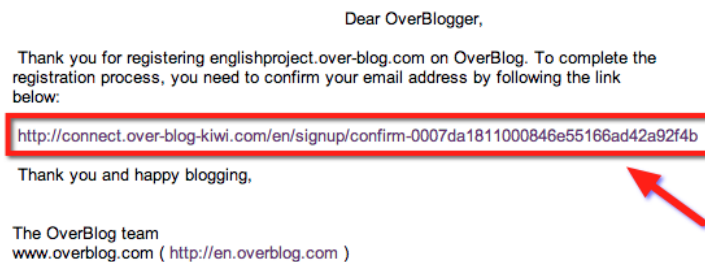 Dear OverBlogger,
Thank you for registering englishproject.over-blog.com on OverBlog. To complete the
registration process, you need to confirm your email address by following the link
below:
http://connect.over-blog-kiwi.com/en/signup/confirm-0007da1811000846e55166ad42a92f4b
Thank you and happy blogging,
The OverBlog team
www.overblog.com ( http://en.overblog.com )